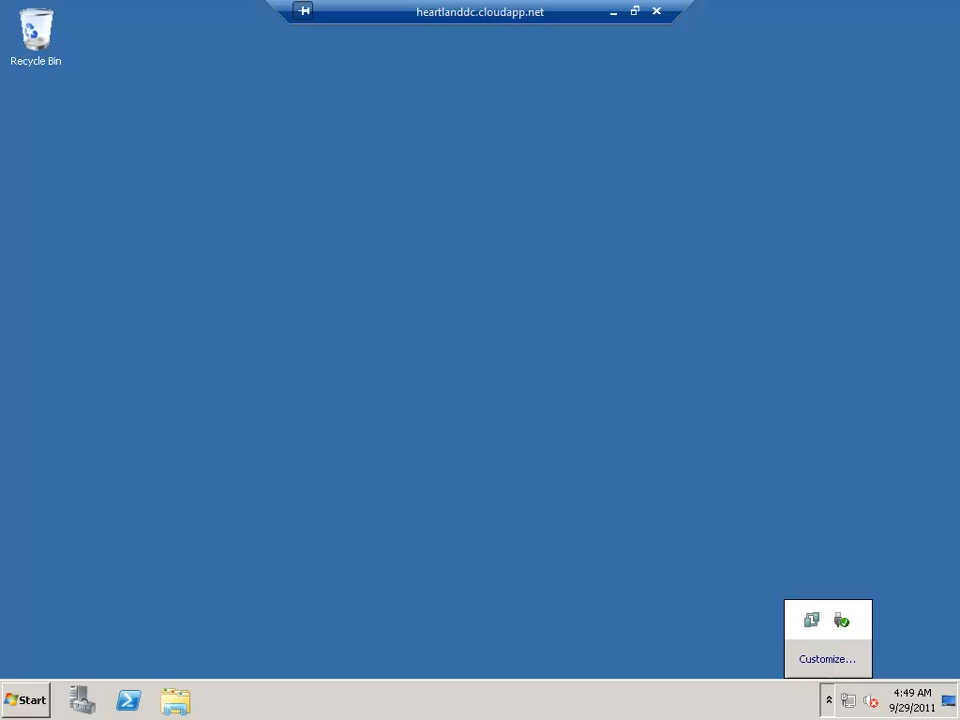 heartlanddc.cloudapp.net
Recycle Bin
Customize...
Start
4:49 AM
9/29/2011